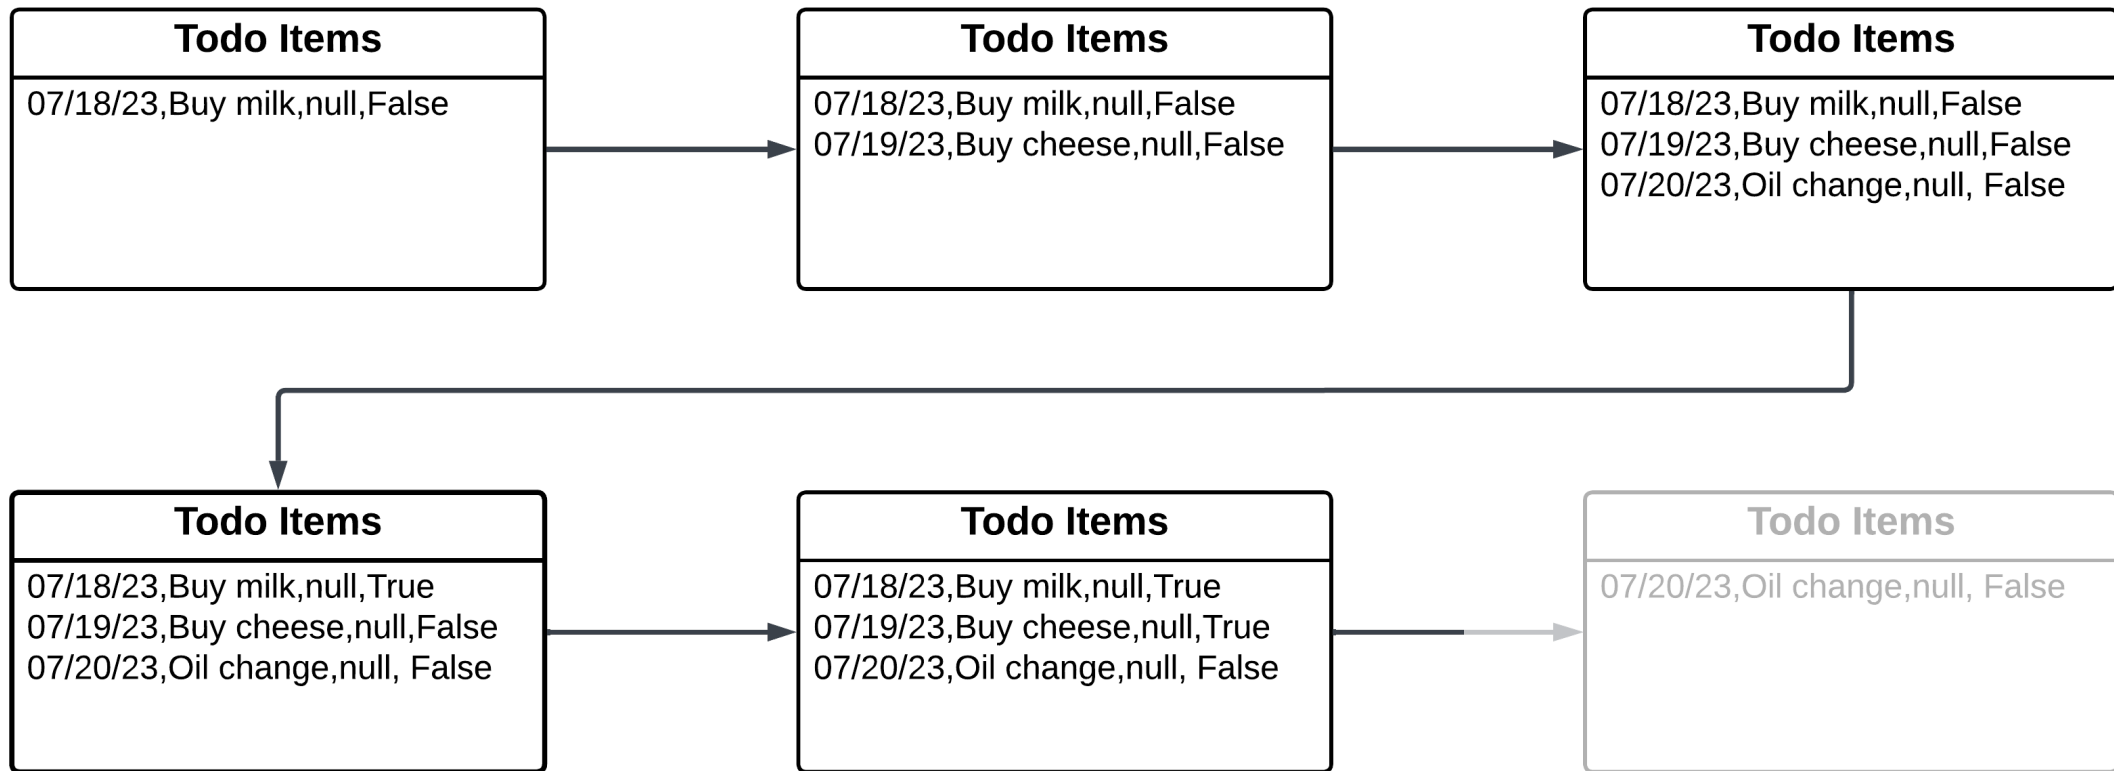 Todo Items
07/18/23,Buy milk,null,False
Todo Items
07/18/23,Buy milk,null,False
07/19/23,Buy cheese,null,False
Todo Items
07/18/23,Buy milk,null,False
07/19/23,Buy cheese,null,False
07/20/23,Oil change,null, False
Todo Items
07/18/23,Buy milk,null,True
07/19/23,Buy cheese,null,False
07/20/23,Oil change,null, False
Todo Items
07/18/23,Buy milk,null,True
07/19/23,Buy cheese,null,True
07/20/23,Oil change,null, False
Todo Items
07/20/23,Oil change,null, False